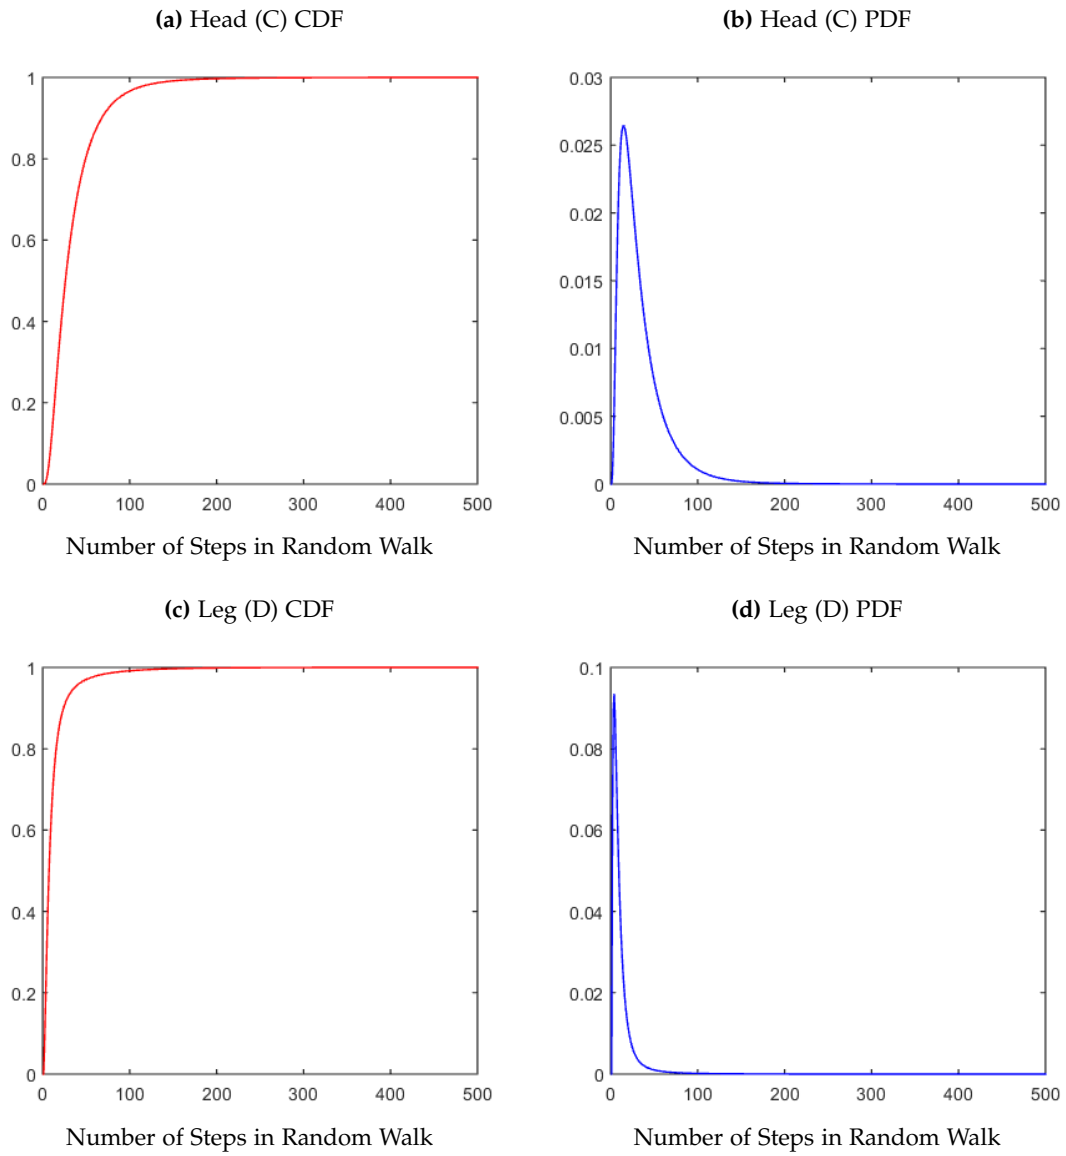 (a) Head (C) CDF
(b) Head (C) PDF
1
0.8
0.6
0.4
0.2
0
0 100 200 300 400 500
Number of Steps in Random Walk
0.03
0.025
0.02
0.015
0.01
0.005
0
0 100 200 300 400 500
Number of Steps in Random Walk
(c) Leg (D) CDF
(d) Leg (D) PDF
1
0.8
0.6
0.4
0.2
0
0 100 200 300 400 500
Number of Steps in Random Walk
0.1
0.08
0.06
0.04
0.02
0
0 100 200 300 400 500
Number of Steps in Random Walk